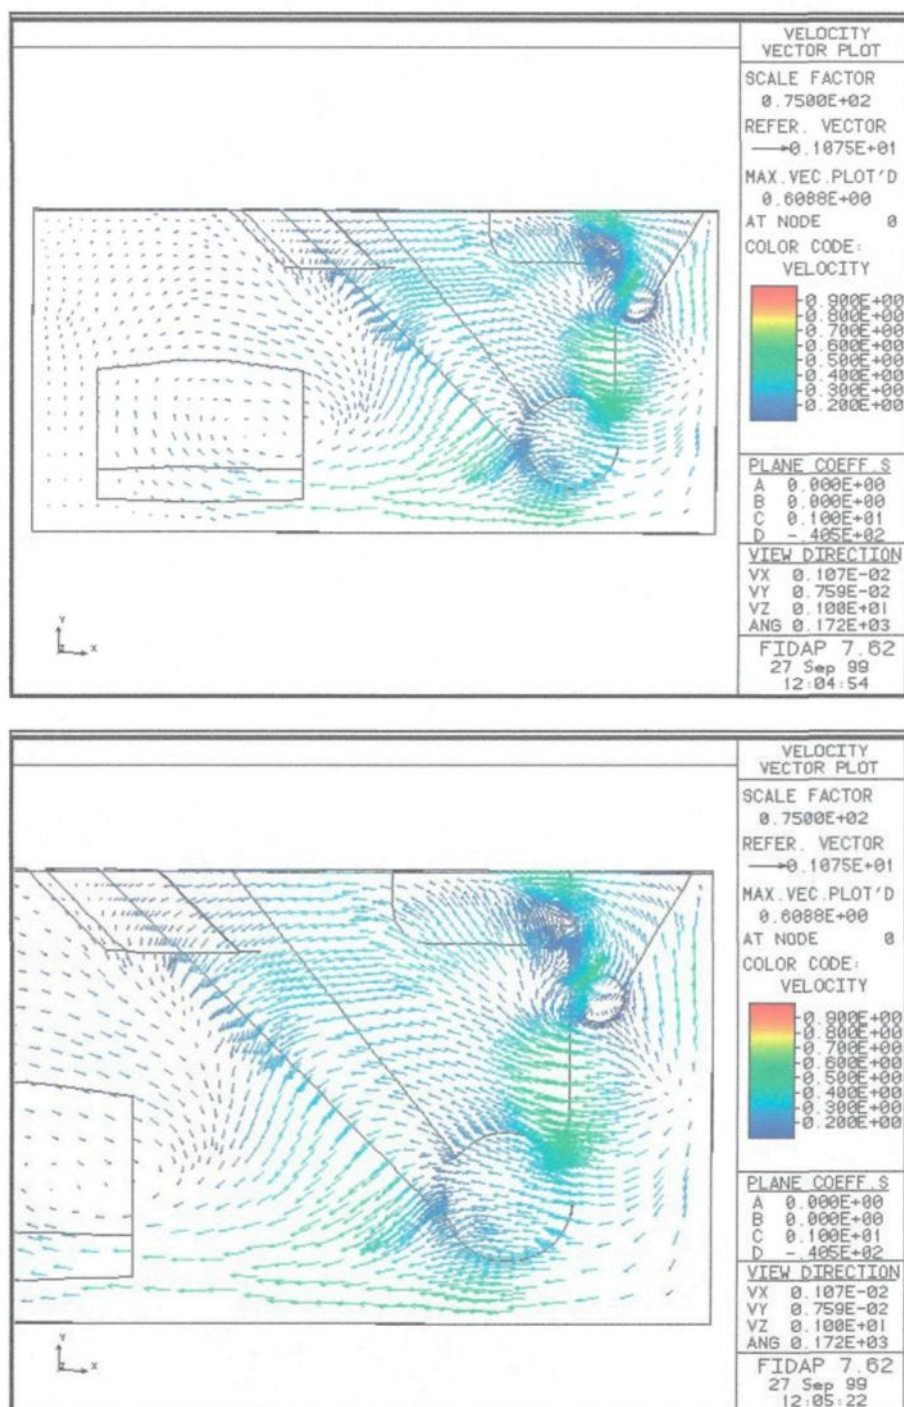 VELOCITY
VECTOR PLOT
SCALE FACTOR
0.7500E+02
REFER. VECTOR
0.1075E+01
MAX.VEC.PLOT'D
0.6088E+00
AT NODE 0
COLOR CODE:
VELOCITY
0.900E+00
0.800E+00
0.700E+00
0.600E+00
0.500E+00
0.400E+00
0.300E+00
0.200E+00
PLANE COEFF.S
A 0.000E+00
B 0.000E+00
C 0.100E+01
D -.405E+02
VIEW DIRECTION
VX 0.107E-02
VY 0.759E-02
VZ 0.100E+01
ANG 0.172E+03
FIDAP 7.62
27 Sep 99
12:04:54
Y
Z X
VELOCITY
VECTOR PLOT
SCALE FACTOR
0.7500E+02
REFER. VECTOR
0.1075E+01
MAX.VEC.PLOT'D
0.6088E+00
AT NODE 0
COLOR CODE:
VELOCITY
0.900E+00
0.800E+00
0.700E+00
0.600E+00
0.500E+00
0.400E+00
0.300E+00
0.200E+00
PLANE COEFF.S
A 0.000E+00
B 0.000E+00
C 0.100E+01
D -.405E+02
VIEW DIRECTION
VX 0.107E-02
VY 0.759E-02
VZ 0.100E+01
ANG 0.172E+03
FIDAP 7.62
27 Sep 99
12:05:22
Y
Z X